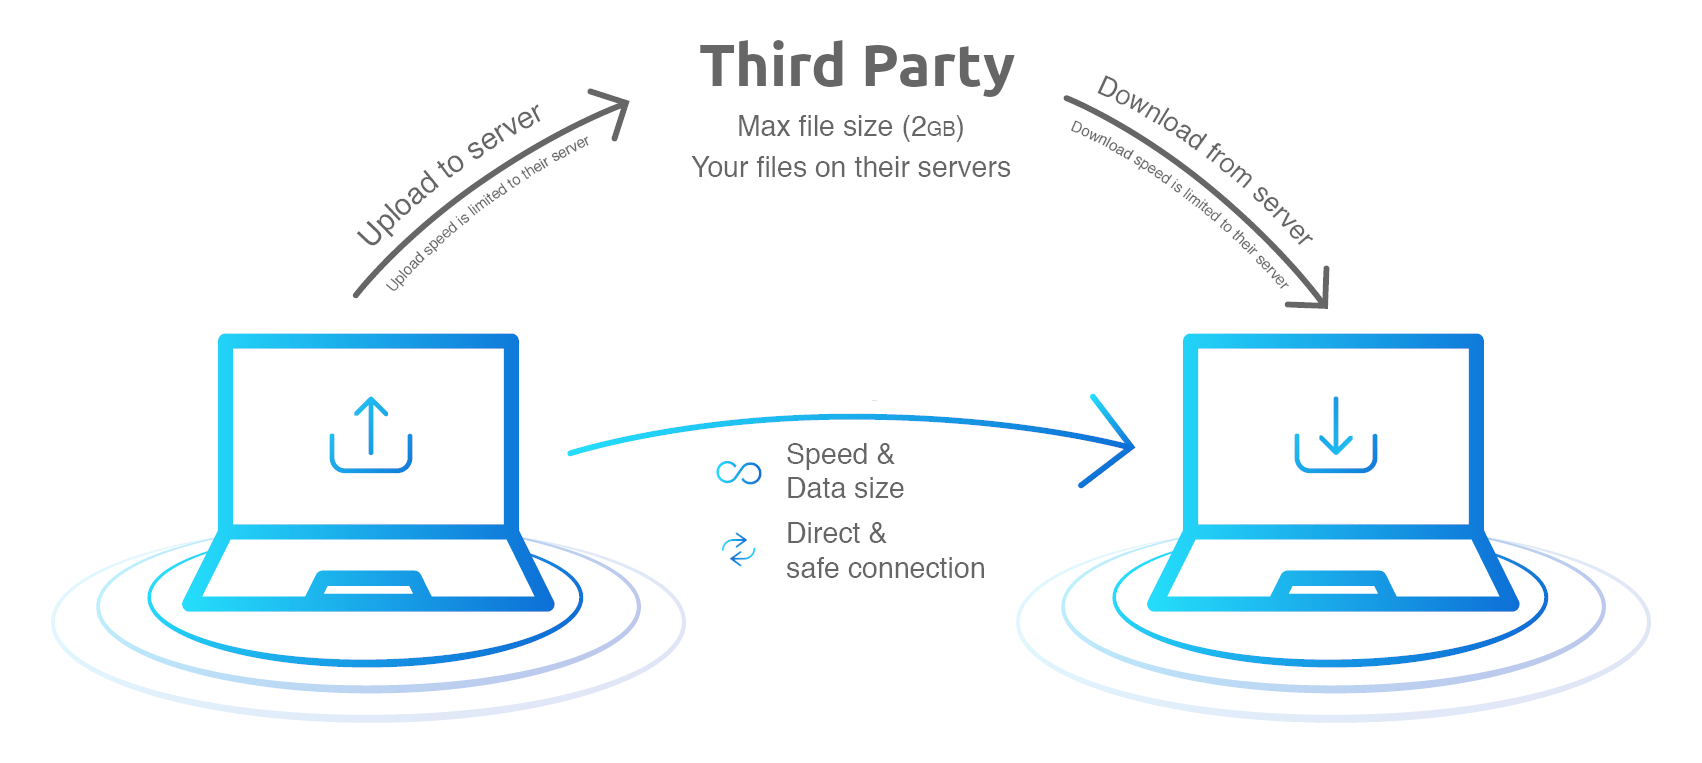 Third Party
Max file size (2GB)
Your files on their servers
Upload to server
Upload speed is limited to their server
Download from server
Download speed is limited to their server
Speed &
Data size
Direct &
safe connection